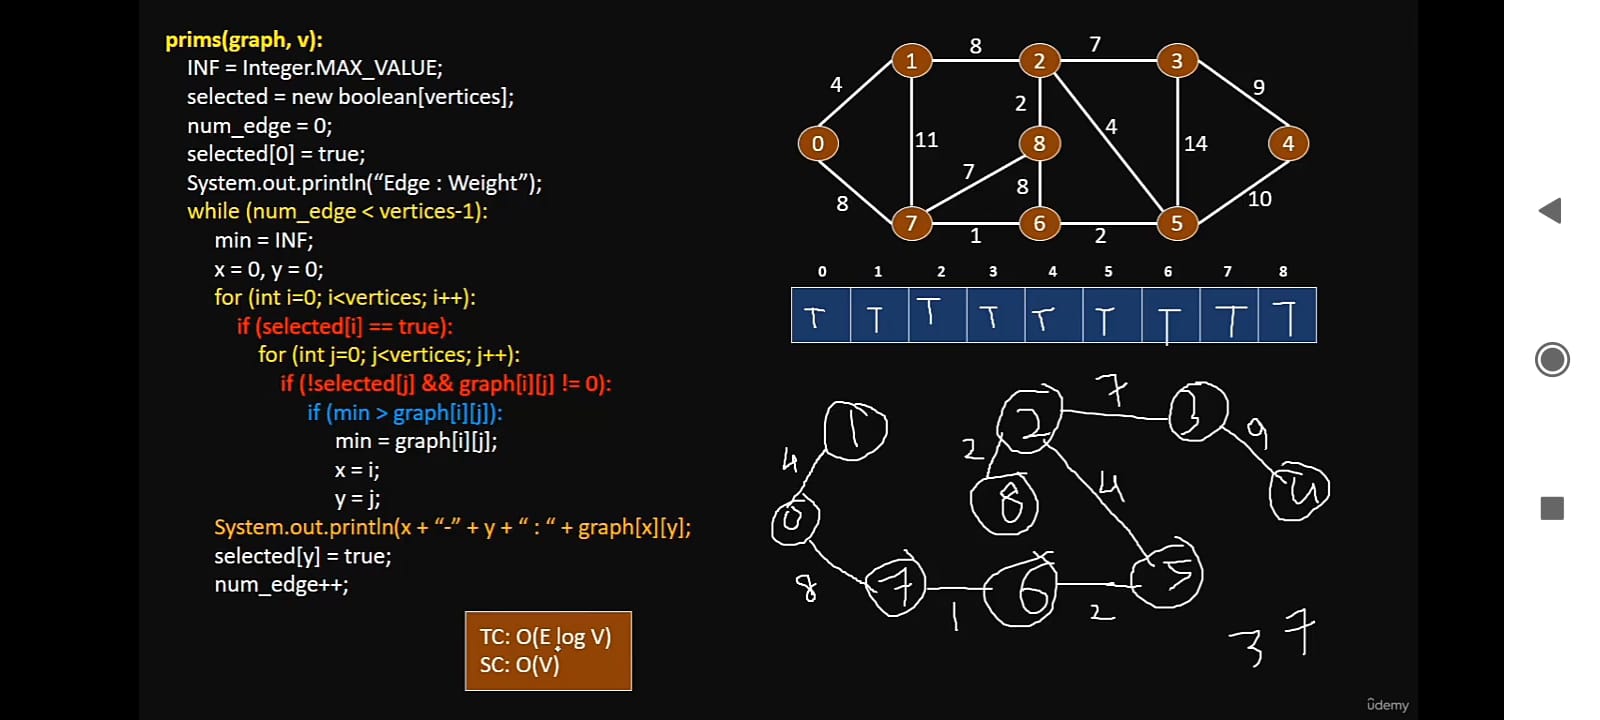 prims(graph, v):
INF = Integer.MAX_VALUE;
selected = new boolean[vertices];
num_edge = 0;
selected[0] = true;
System.out.println(“Edge : Weight”);
while (num_edge < vertices-1):
min = INF;
x = 0, y = 0;
for (int i=0; i<vertices; i++):
if (selected[i] == true):
for (int j=0; j<vertices; j++):
if (!selected[j] && graph[i][j] != 0):
if (min > graph[i][j]):
min = graph[i][j];
x = i;
y = j;
System.out.println(x + “-” + y + “ : “ + graph[x][y];
selected[y] = true;
num_edge++;
TC: O(E log V)
SC: O(V)
8 7
1 2 3
4 2 9
0 11 8 4 14 4
7 8
8 10
7 6 5
1 2
0 1 2 3 4 5 6 7 8
T T T T T T T T T
7
1 2 3
4 2 9
0 8 4 4
8 7 6 5
1 2
37
ûdemy